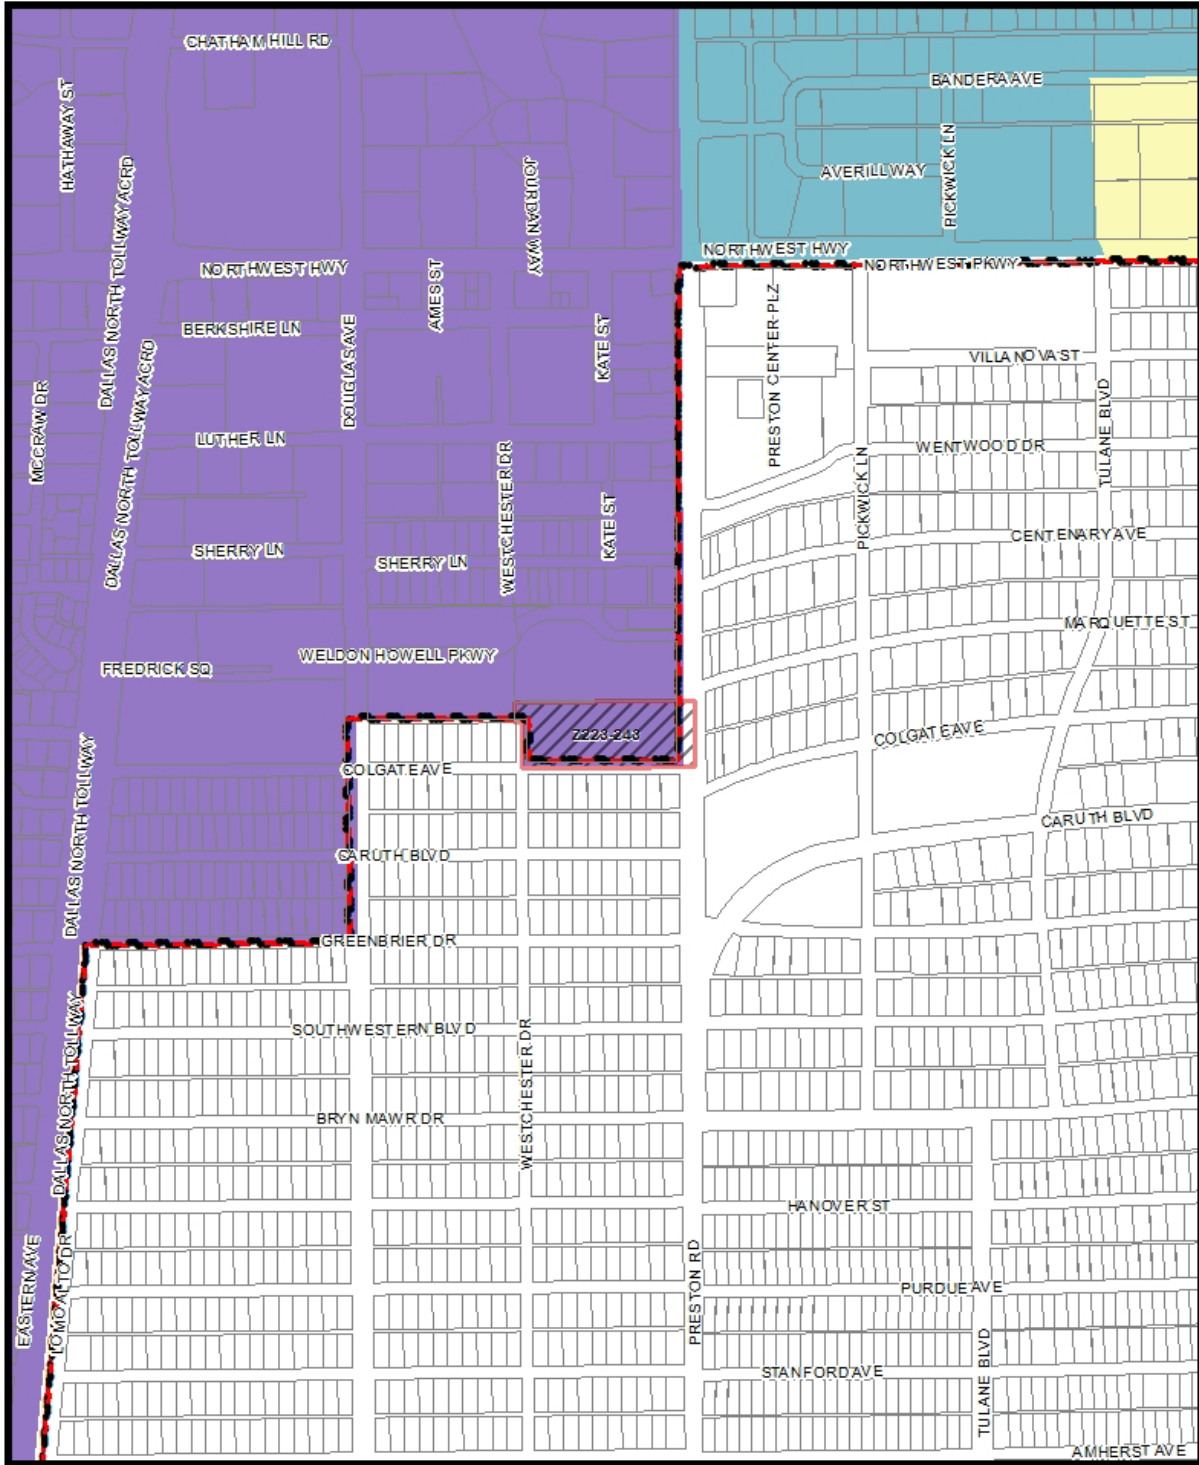 CHATHAM HILL RD
BANDERA AVE
HATHAWAY ST
PICKWICK LN
AVERILL WAY
DALLAS NORTH TOLLWAY ACRD
JOURDAN WAY
NORTHWEST HWY
NORTHWEST HWY
NORTHWEST PKWY
AMES ST
BERKSHIRE LN
DOUGLAS AVE
KATE ST
PRESTON CENTER PLZ
VILLANOVA ST
MCCRAW DR
DALLAS NORTH TOLLWAY ACRD
LUTHER LN
TULANE BLVD
WENTWOOD DR
WESTCHESTER DR
PICKWICK LN
KATE ST
CENTENARY AVE
SHERRY LN
SHERRY LN
MARQUETTE ST
WELDON HOWELL PKWY
FREDRICK SQ
Z223-243
COLGATE AVE
COLGATE AVE
DALLAS NORTH TOLLWAY
CARUTH BLVD
CARUTH BLVD
GREENBRIER DR
SOUTHWESTERN BLVD
DALLAS NORTH TOLLWAY
WESTCHESTER DR
BRYN MAWR DR
HANOVER ST
EASTERN AVE
LOMO ALTO DR
PRESTON RD
PURDUE AVE
STANFORD AVE
TULANE BLVD
AMHERST AVE